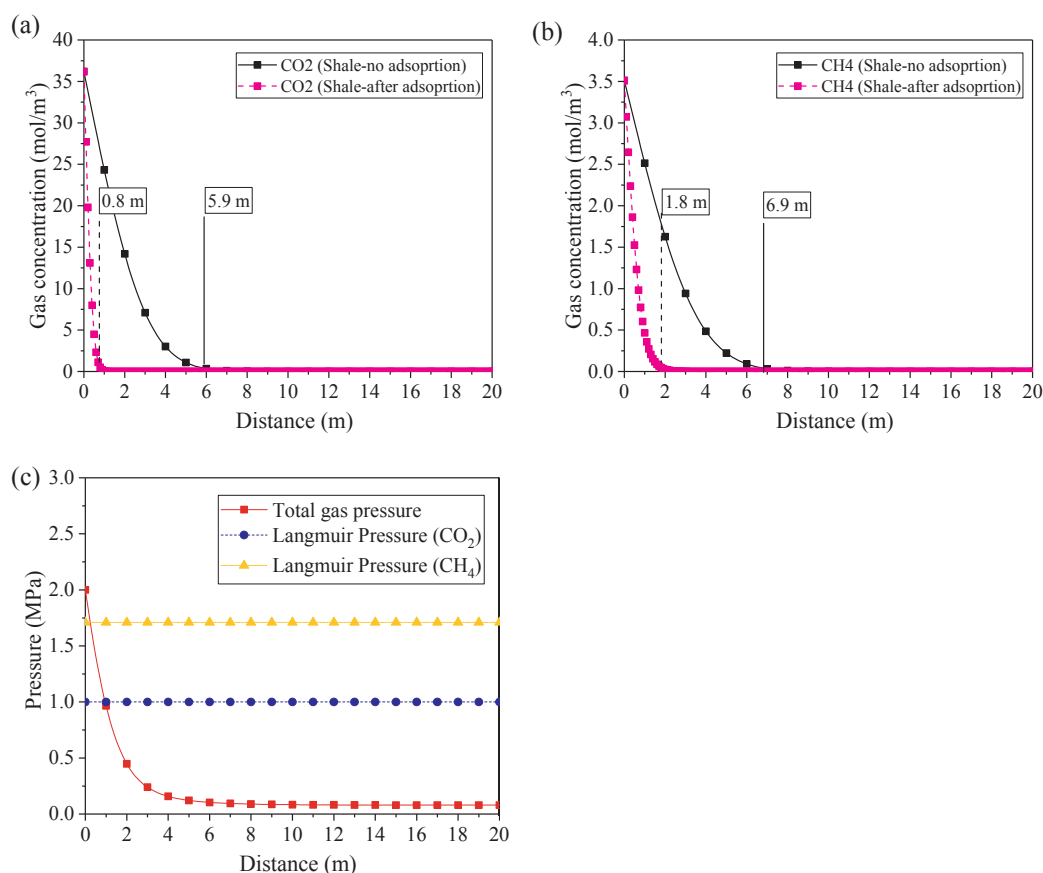 (a)
40
35
30
25
20
15
10
5
0
Gas concentration (mol/m³)
CO2 (Shale-no adsoprtion)
CO2 (Shale-after adsoprtion)
0.8 m
5.9 m
0 2 4 6 8 10 12 14 16 18 20
Distance (m)
(b)
4.0
3.5
3.0
2.5
2.0
1.5
1.0
0.5
0.0
Gas concentration (mol/m³)
CH4 (Shale-no adsoprtion)
CH4 (Shale-after adsoprtion)
1.8 m
6.9 m
0 2 4 6 8 10 12 14 16 18 20
Distance (m)
(c)
3.0
2.5
2.0
1.5
1.0
0.5
0.0
Pressure (MPa)
Total gas pressure
Langmuir Pressure (CO₂)
Langmuir Pressure (CH₄)
0 2 4 6 8 10 12 14 16 18 20
Distance (m)